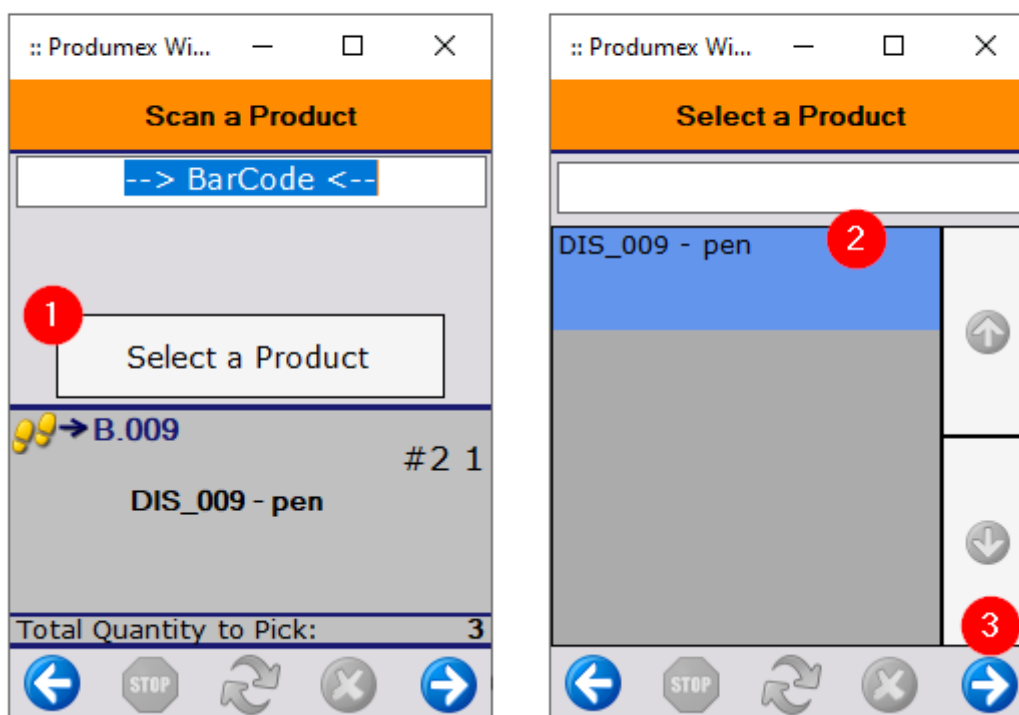 :: Produmex Wi...
Scan a Product
--> BarCode <--
1
Select a Product
B.009
#2 1
DIS_009 - pen
Total Quantity to Pick: 3
STOP
:: Produmex Wi...
Select a Product
DIS_009 - pen
2
3
STOP